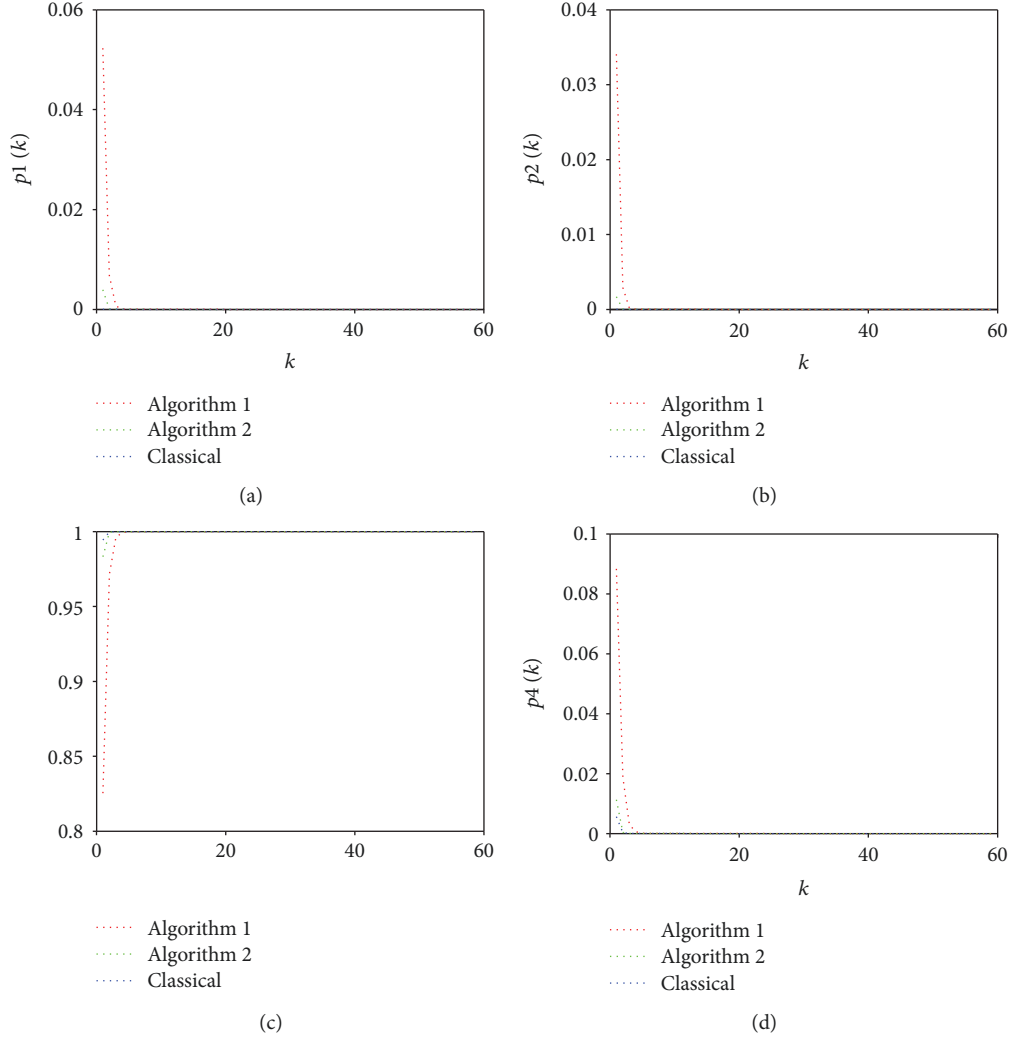 0.06
0.04
0.02
0
p1 (k)
0
20
40
60
k
Algorithm 1
Algorithm 2
Classical
(a)
0.04
0.03
0.02
0.01
0
p2 (k)
0
20
40
60
k
Algorithm 1
Algorithm 2
Classical
(b)
1
0.95
0.9
0.85
0.8
0
20
40
60
Algorithm 1
Algorithm 2
Classical
(c)
0.1
0.08
0.06
0.04
0.02
0
p4 (k)
0
20
40
60
k
Algorithm 1
Algorithm 2
Classical
(d)